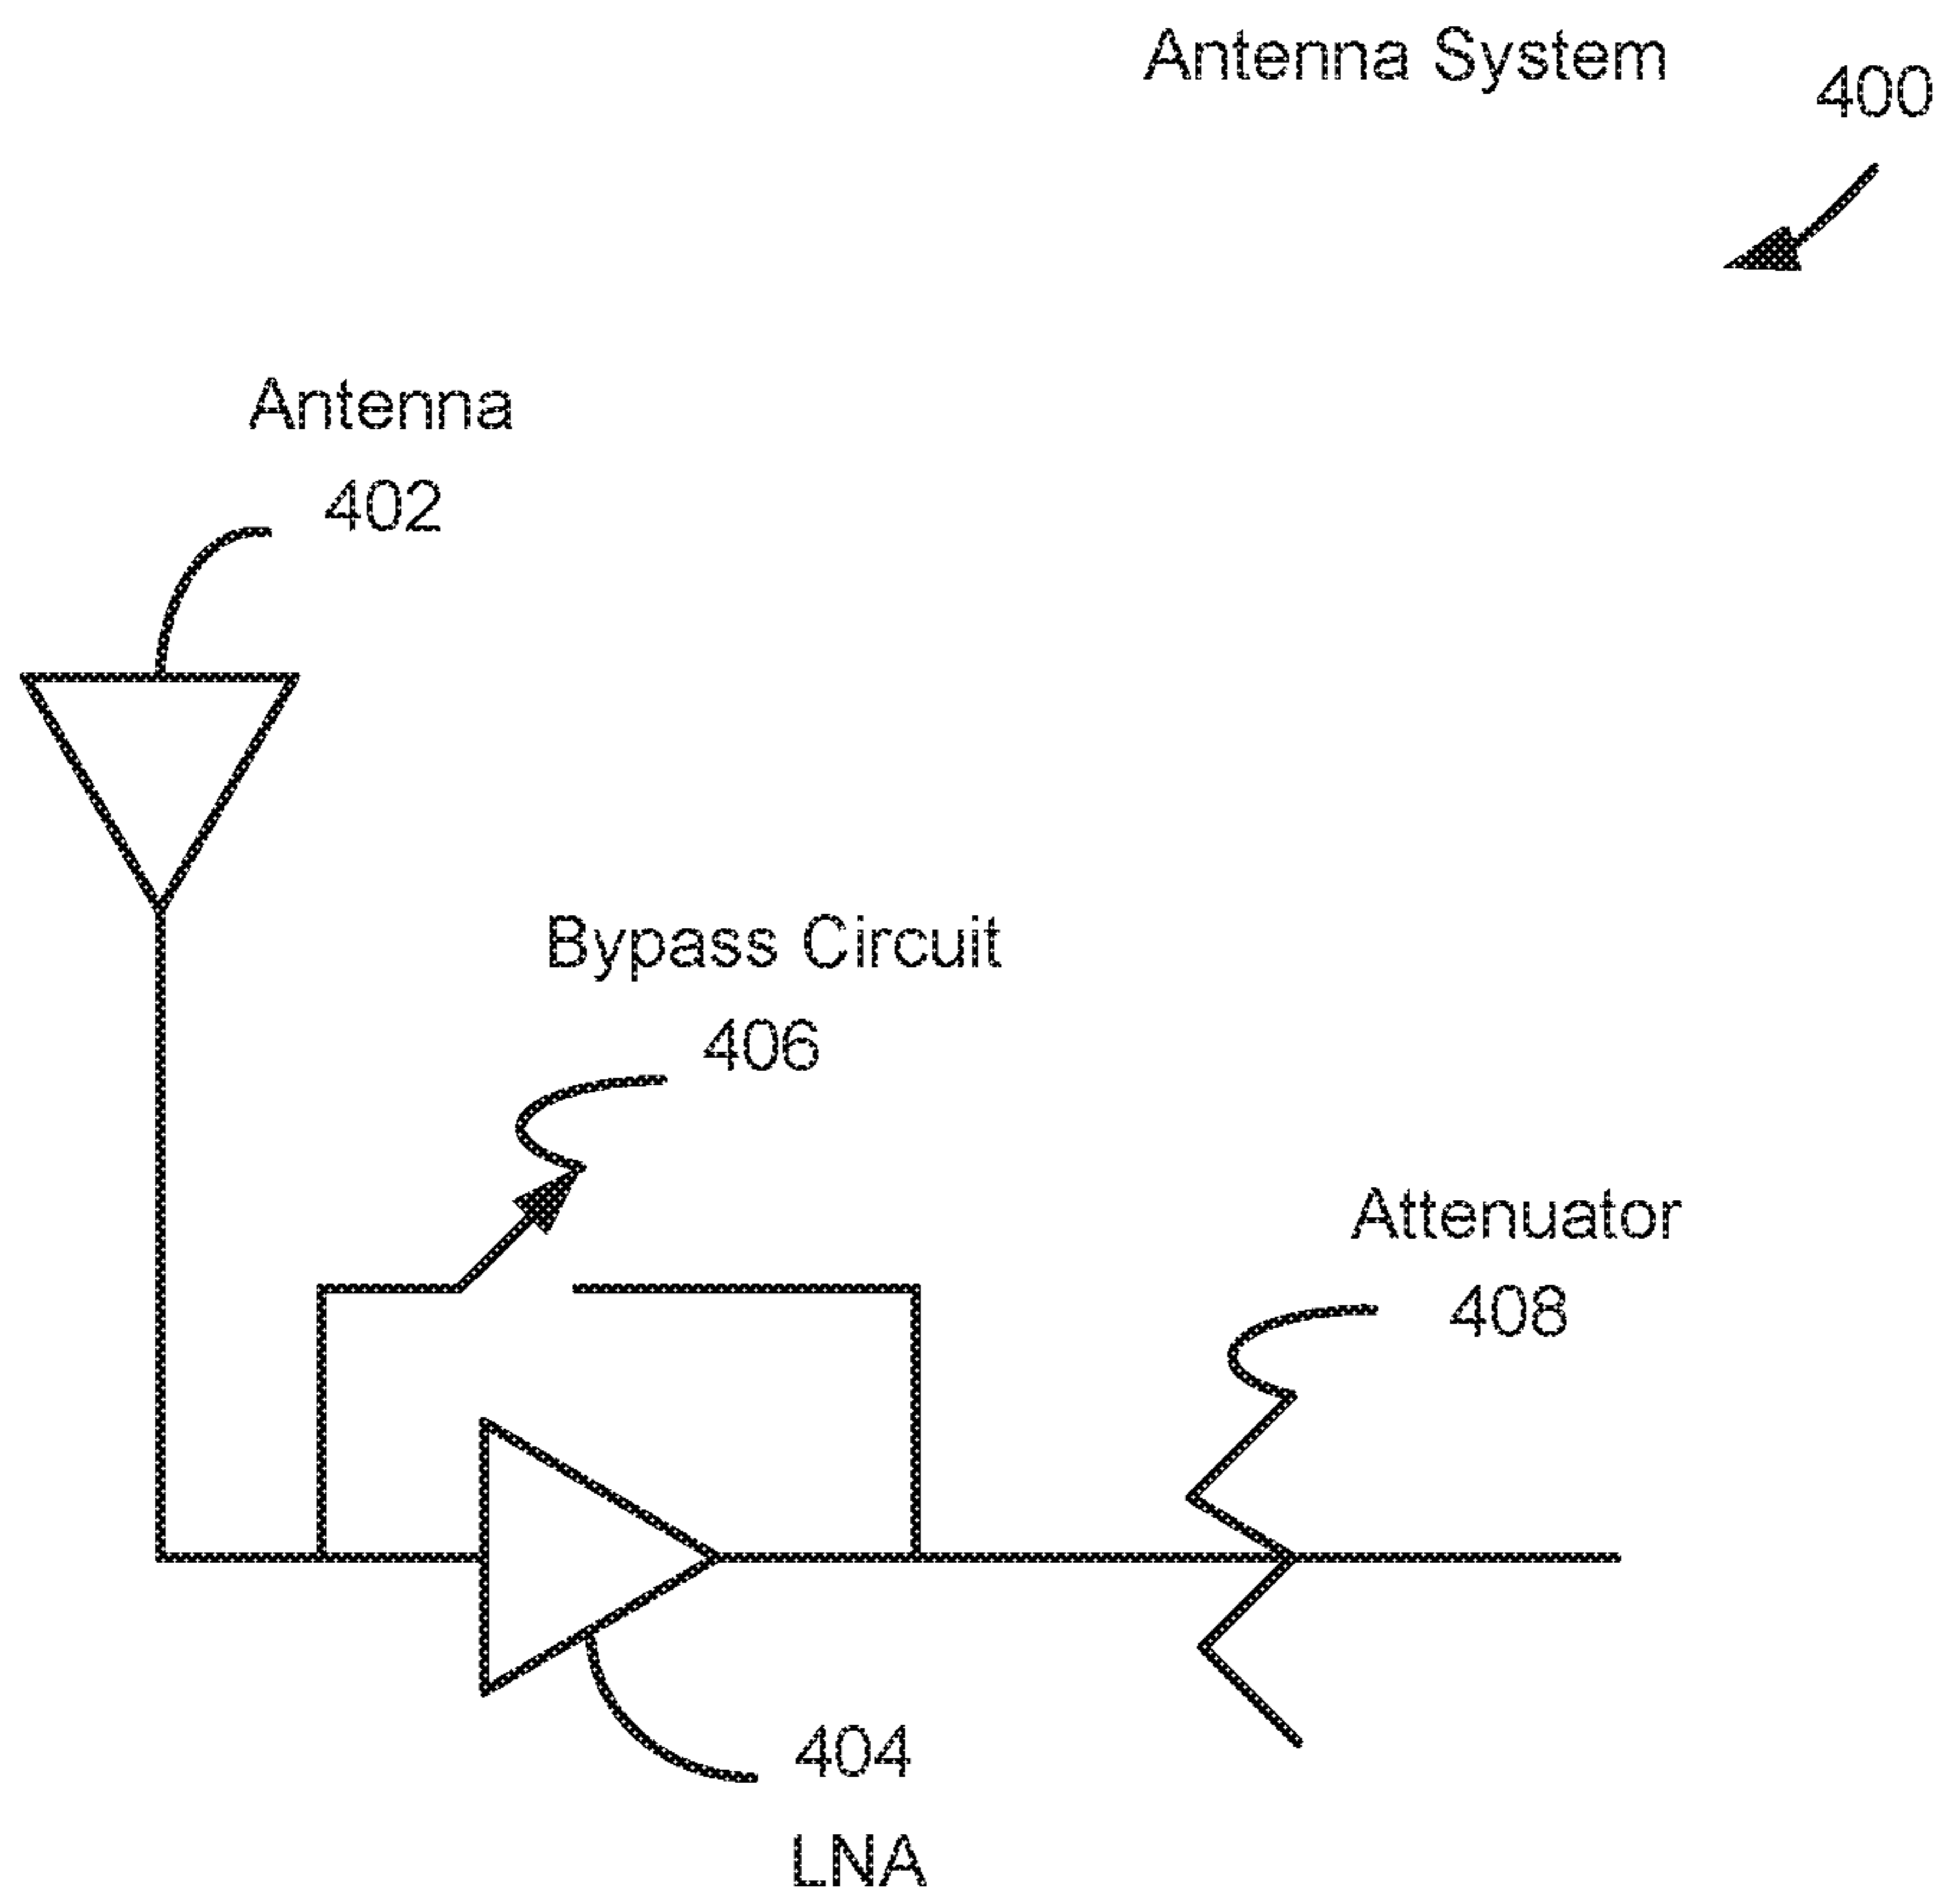 Antenna System
400
Antenna
402
Bypass Circuit
406
Attenuator
408
404
LNA